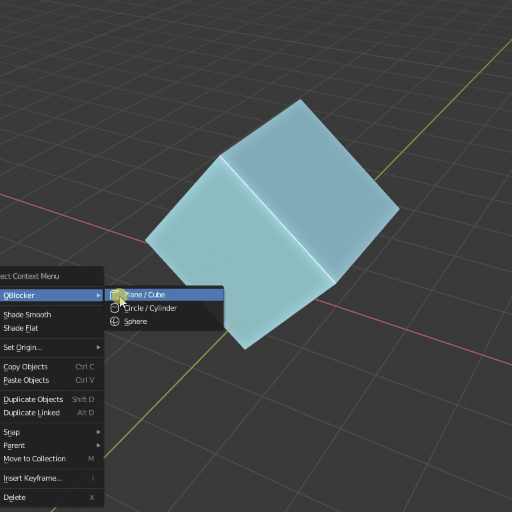 ect Context Menu
QBlocker
Plane / Cube
Circle / Cylinder
Sphere
Shade Smooth
Shade Flat
Set Origin...
Copy Objects Ctrl C
Paste Objects Ctrl V
Duplicate Objects Shift D
Duplicate Linked Alt D
Snap
Parent
Move to Collection M
Insert Keyframe... I
Delete X